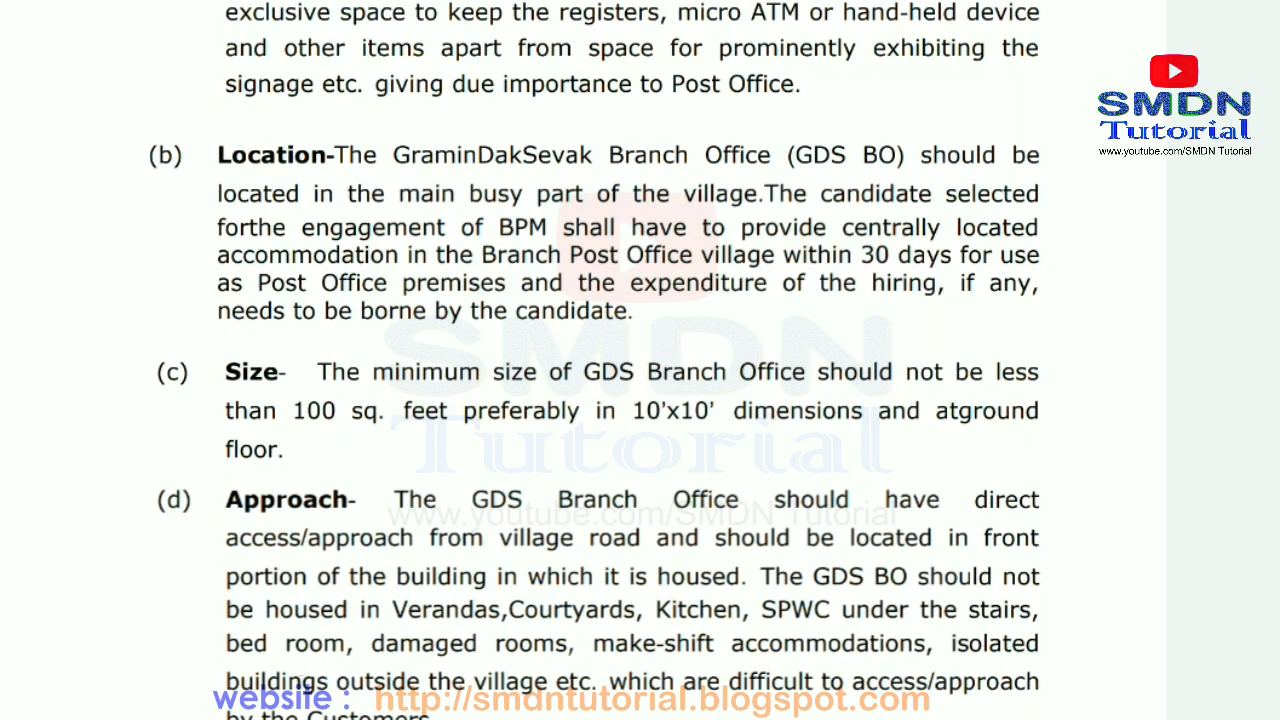 exclusive space to keep the registers, micro ATM or hand-held device
and other items apart from space for prominently exhibiting the
signage etc. giving due importance to Post Office.
SMDN
Tutorial
www.youtube.com/SMDN Tutorial
(b) Location-The GraminDakSevak Branch Office (GDS BO) should be
located in the main busy part of the village.The candidate selected
forthe engagement of BPM shall have to provide centrally located
accommodation in the Branch Post Office village within 30 days for use
as Post Office premises and the expenditure of the hiring, if any,
needs to be borne by the candidate.
SMDN
(c) Size- The minimum size of GDS Branch Office should not be less
than 100 sq. feet preferably in 10'x10' dimensions and atground
floor.
Tutorial
(d) Approach- The GDS Branch Office should have direct
www.youtube.com/SMDN Tutorial
access/approach from village road and should be located in front
portion of the building in which it is housed. The GDS BO should not
be housed in Verandas,Courtyards, Kitchen, SPWC under the stairs,
bed room, damaged rooms, make-shift accommodations, isolated
buildings outside the village etc. which are difficult to access/approach
website : http://smdntutorial.blogspot.com
by the Customers.